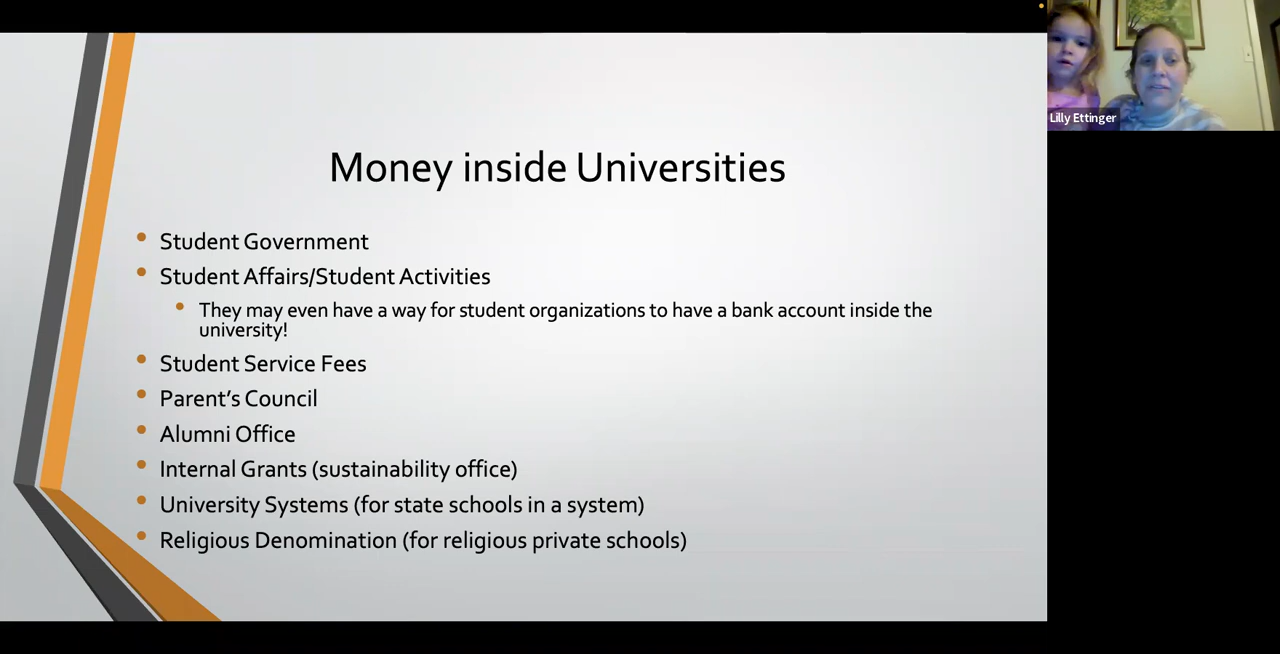 Money inside Universities
Student Government
Student Affairs/Student Activities
They may even have a way for student organizations to have a bank account inside the
university!
Student Service Fees
Parent’s Council
Alumni Office
Internal Grants (sustainability office)
University Systems (for state schools in a system)
Religious Denomination (for religious private schools)
Lilly Ettinger